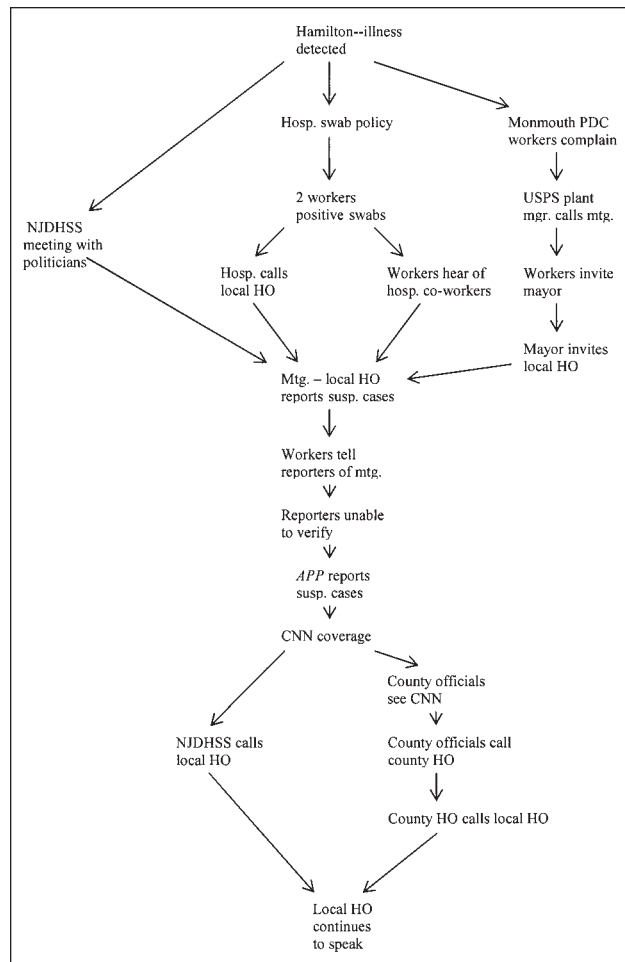 Hamilton--illness
detected
Hosp. swab policy
Monmouth PDC
workers complain
2 workers
positive swabs
USPS plant
mgr. calls mtg.
NJDHSS
meeting with
politicians
Hosp. calls
local HO
Workers hear of
hosp. co-workers
Workers invite
mayor
Mayor invites
local HO
Mtg. – local HO
reports susp. cases
Workers tell
reporters of mtg.
Reporters unable
to verify
APP reports
susp. cases
CNN coverage
County officials
see CNN
NJDHSS calls
local HO
County officials call
county HO
County HO calls local HO
Local HO
continues
to speak